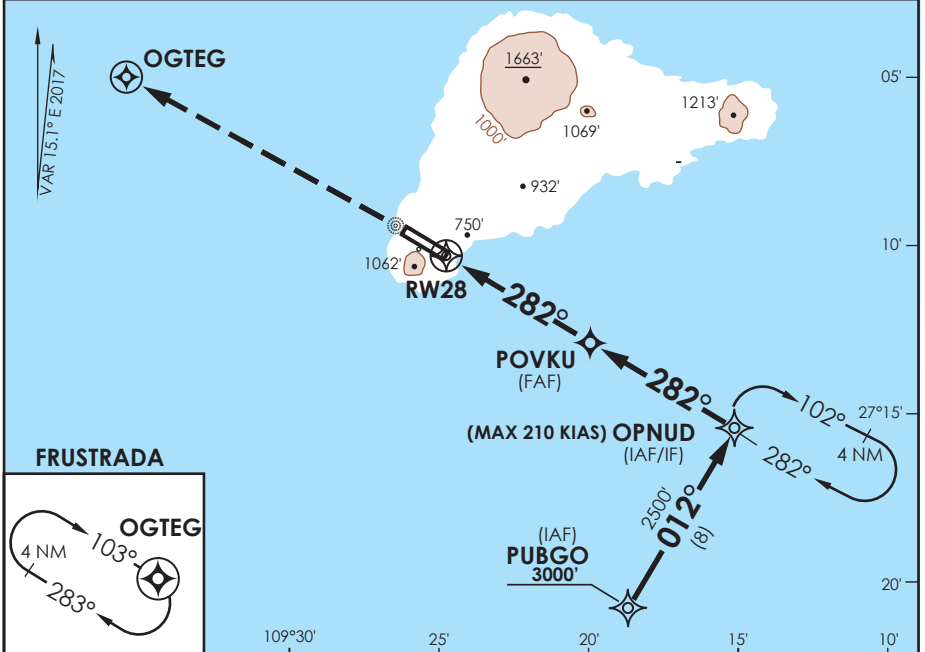 OGTEG
VAR 15.1° E 2017
1663'
1000'
1069'
1213'
05'
932'
750'
1062'
RW28
10'
282°
POVKU
(FAF)
282°
(MAX 210 KIAS) OPNUD
(IAF/IF)
102°
27°15'
4 NM
282°
2500'
012°
(8)
(IAF)
PUBGO
3000'
20'
FRUSTRADA
OGTEG
103°
4 NM
283°
109°30'
25'
20'
15'
10'